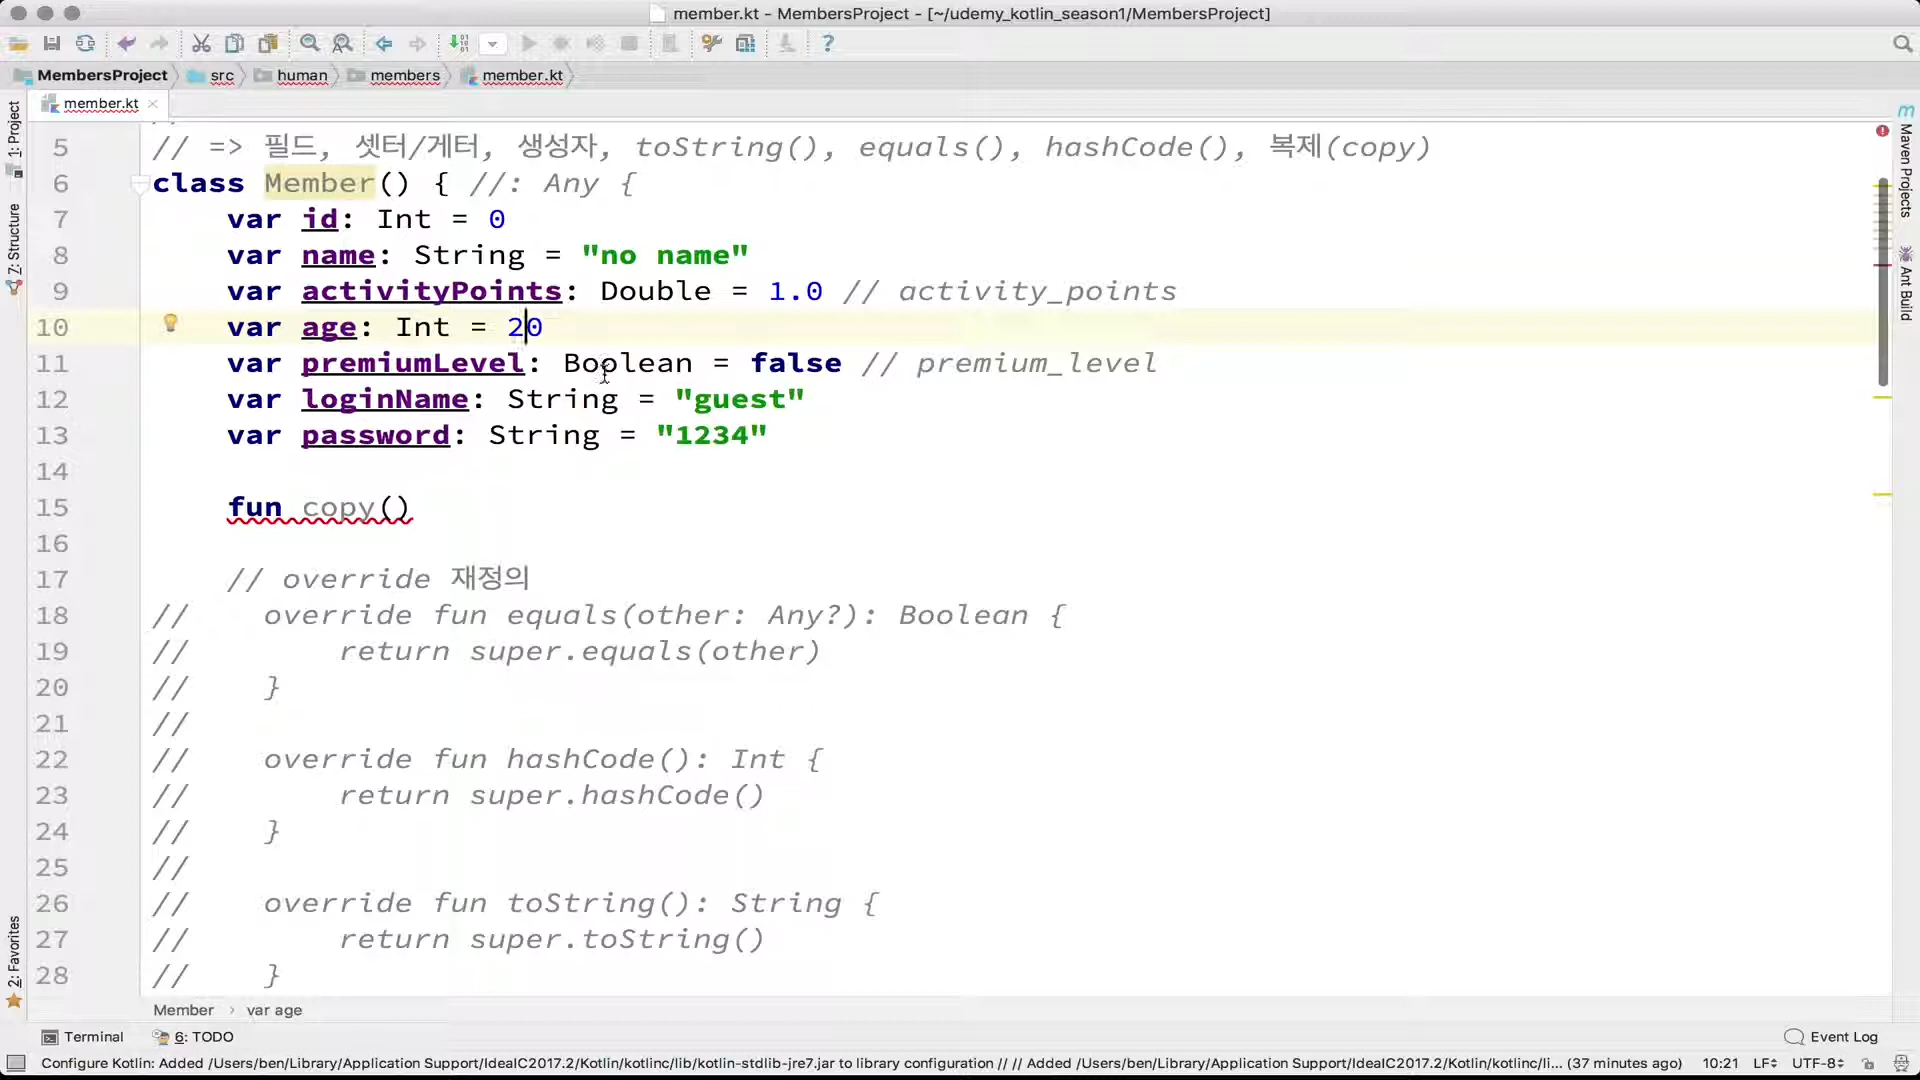 member.kt - MembersProject - [~/udemy_kotlin_season1/MembersProject]
MembersProject src human members member.kt
member.kt
1: Project
7: Structure
2: Favorites
Maven Projects
Ant Build
5 // => 필드, 셋터/게터, 생성자, toString(), equals(), hashCode(), 복제(copy)
6 class Member() { //: Any {
7 var id: Int = 0
8 var name: String = "no name"
9 var activityPoints: Double = 1.0 // activity_points
10 var age: Int = 20
11 var premiumLevel: Boolean = false // premium_level
12 var loginName: String = "guest"
13 var password: String = "1234"
14
15 fun copy()
16
17 // override 재정의
18 // override fun equals(other: Any?): Boolean {
19 // return super.equals(other)
20 // }
21 //
22 // override fun hashCode(): Int {
23 // return super.hashCode()
24 // }
25 //
26 // override fun toString(): String {
27 // return super.toString()
28 // }
Member › var age
Terminal 6: TODO Event Log
Configure Kotlin: Added /Users/ben/Library/Application Support/IdeaIC2017.2/Kotlin/kotlinc/lib/kotlin-stdlib-jre7.jar to library configuration // // Added /Users/ben/Library/Application Support/IdeaIC2017.2/Kotlin/kotlinc/li... (37 minutes ago) 10:21 LF UTF-8